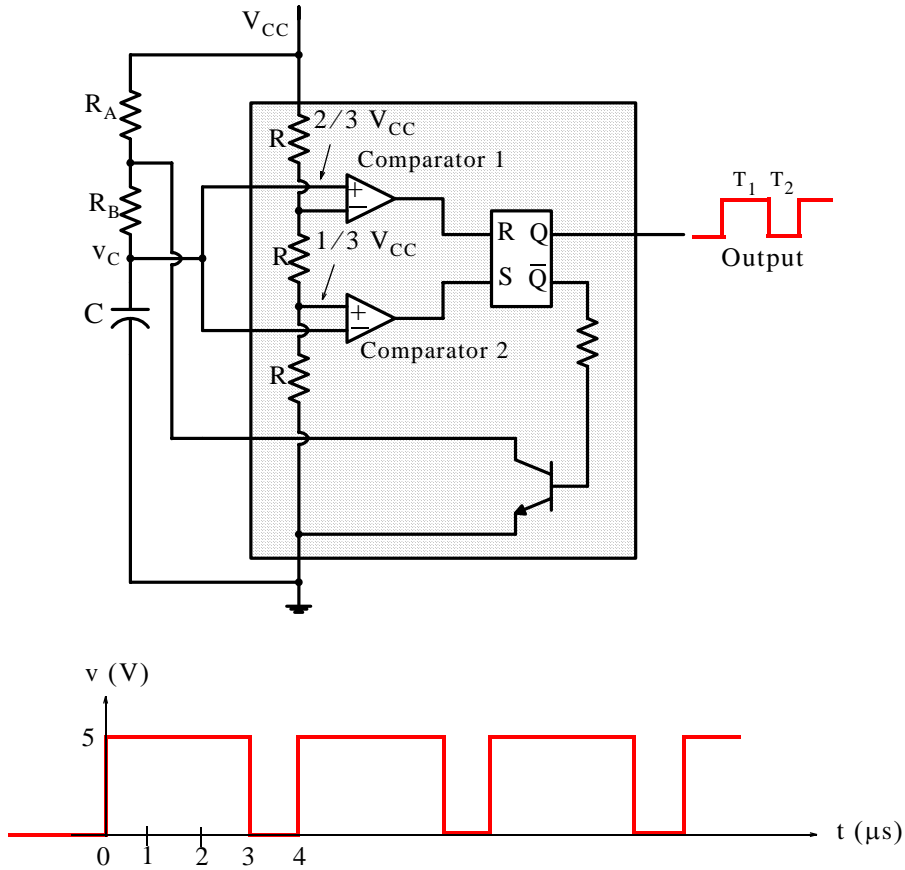 V_CC
R_A
R
2/3 V_CC
Comparator 1
R_B
+
−
v_C
R
1/3 V_CC
R Q
S Q̅
T_1 T_2
Output
C
+
−
Comparator 2
R
v (V)
5
0 1 2 3 4
t (μs)